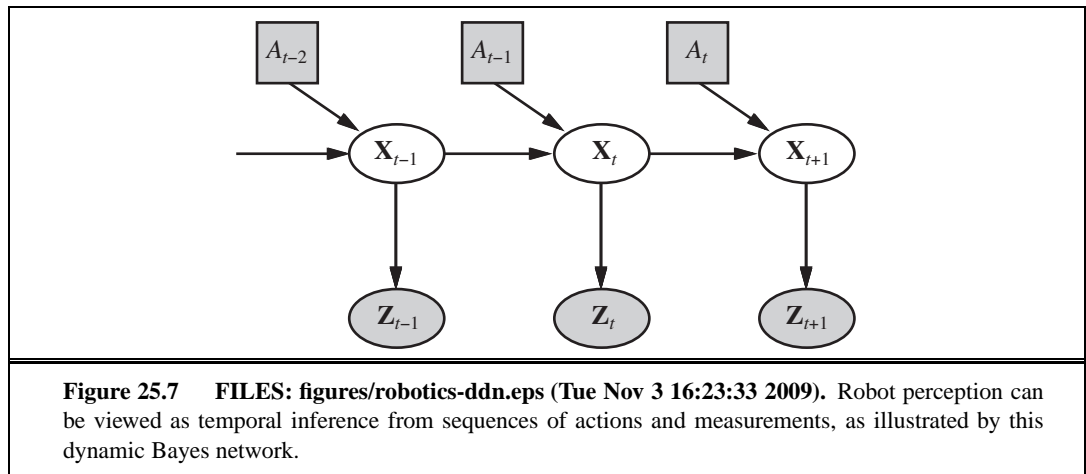 A_{t−2} A_{t−1} A_t
X_{t−1} X_t X_{t+1}
Z_{t−1} Z_t Z_{t+1}
Figure 25.7 FILES: figures/robotics-ddn.eps (Tue Nov 3 16:23:33 2009). Robot perception can
be viewed as temporal inference from sequences of actions and measurements, as illustrated by this
dynamic Bayes network.